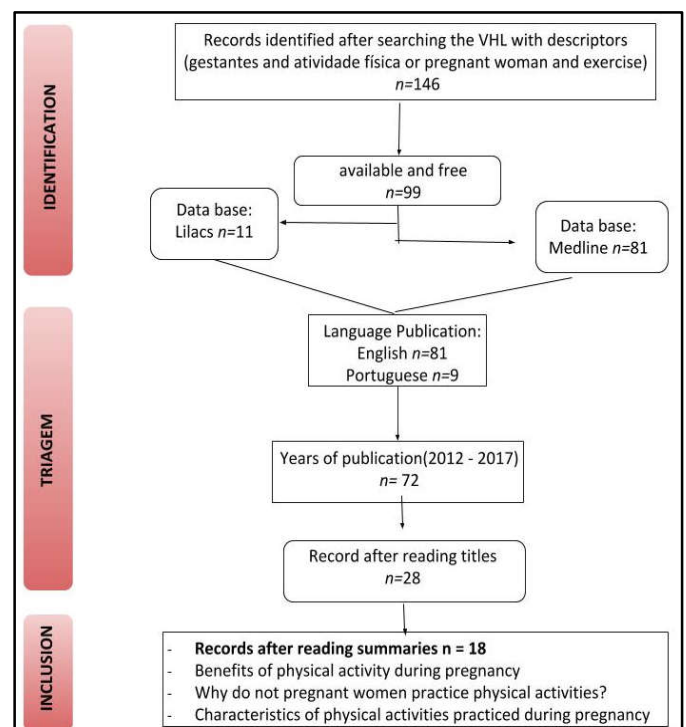 IDENTIFICATION
Records identified after searching the VHL with descriptors
(gestantes and atividade física or pregnant woman and exercise)
n=146
available and free
n=99
Data base:
Lilacs n=11
Data base:
Medline n=81
TRIAGEM
Language Publication:
English n=81
Portuguese n=9
Years of publication(2012 - 2017)
n= 72
Record after reading titles
n=28
INCLUSION
- Records after reading summaries n = 18
- Benefits of physical activity during pregnancy
- Why do not pregnant women practice physical activities?
- Characteristics of physical activities practiced during pregnancy